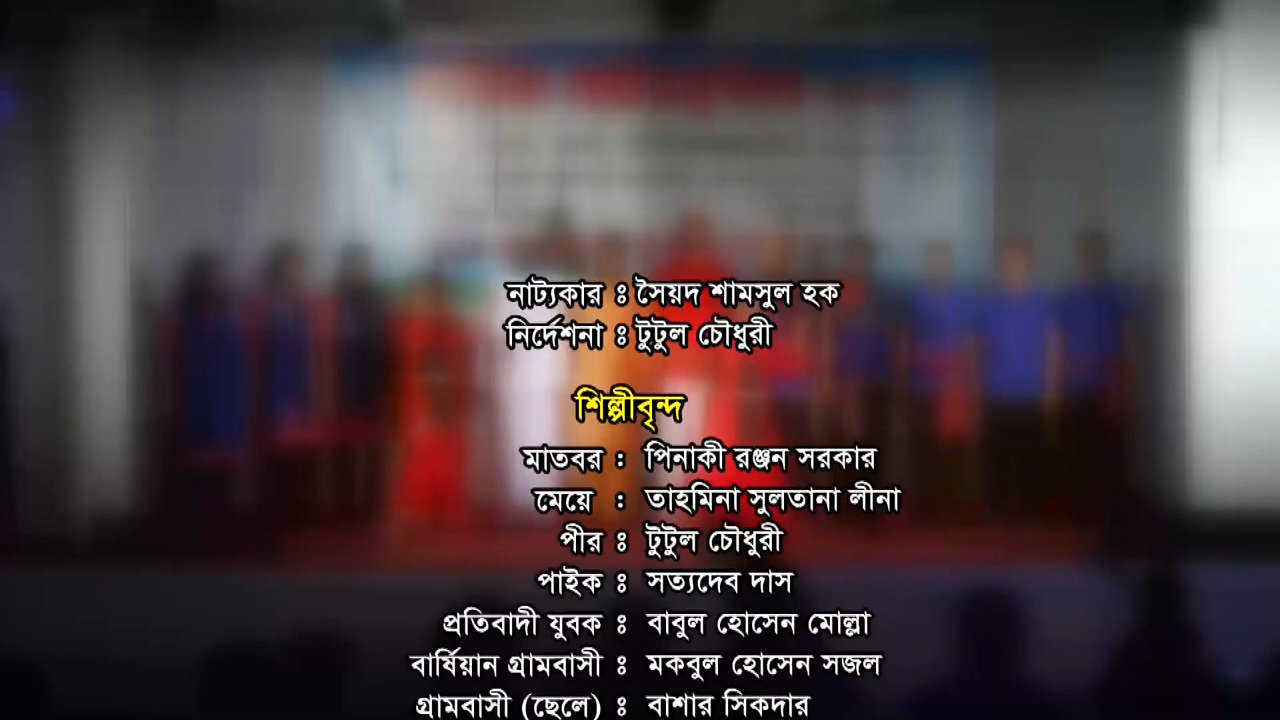 নাট্যকার ঃ সৈয়দ শামসুল হক
নির্দেশনা ঃ টুটুল চৌধুরী
শিল্পীবৃন্দ
মাতবর : পিনাকী রঞ্জন সরকার
মেয়ে : তাহমিনা সুলতানা লীনা
পীর ঃ টুটুল চৌধুরী
পাইক ঃ সত্যদেব দাস
প্রতিবাদী যুবক ঃ বাবুল হোসেন মোল্লা
বার্ষিয়ান গ্রামবাসী ঃ মকবুল হোসেন সজল
গ্রামবাসী (ছেলে) ঃ বাশার সিকদার